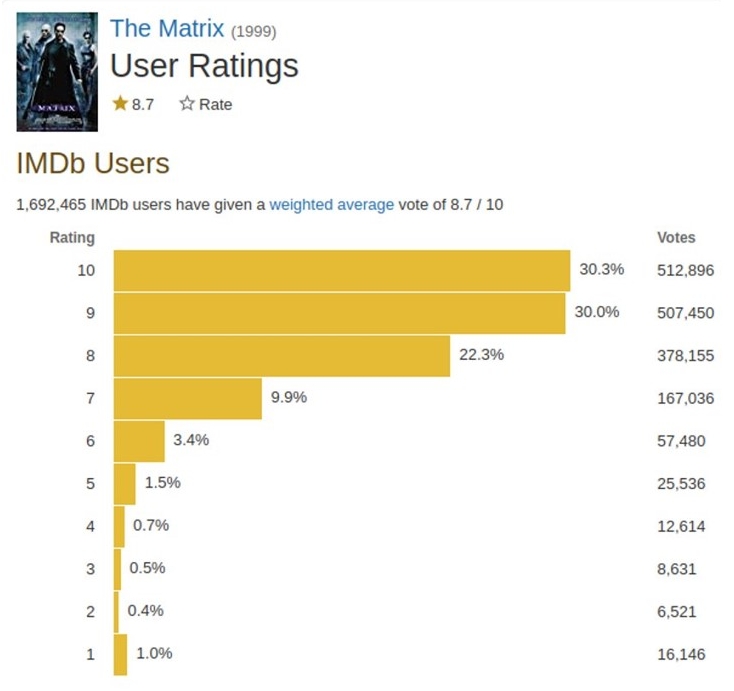 The Matrix (1999)
User Ratings
8.7 Rate
MATRIX
IMDb Users
1,692,465 IMDb users have given a weighted average vote of 8.7 / 10
Rating Votes
10 30.3% 512,896
9 30.0% 507,450
8 22.3% 378,155
7 9.9% 167,036
6 3.4% 57,480
5 1.5% 25,536
4 0.7% 12,614
3 0.5% 8,631
2 0.4% 6,521
1 1.0% 16,146